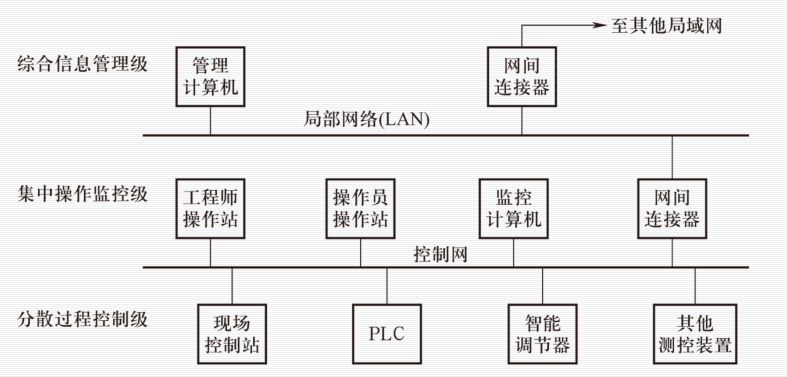 至其他局域网
综合信息管理级
管理
计算机
网间
连接器
局部网络(LAN)
集中操作监控级
工程师
操作站
操作员
操作站
监控
计算机
网间
连接器
控制网
分散过程控制级
现场
控制站
PLC
智能
调节器
其他
测控装置